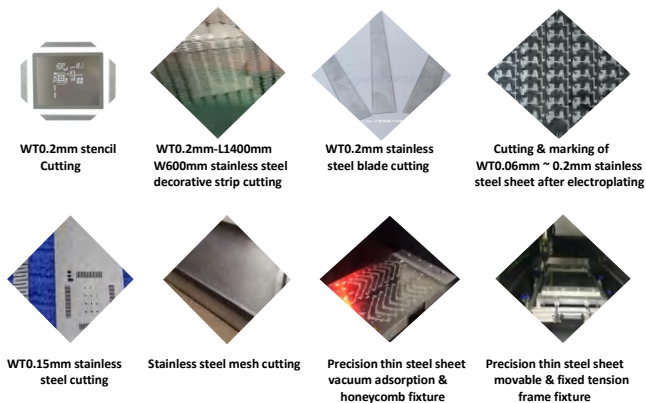 WT0.2mm stencil
Cutting
WT0.2mm-L1400mm
W600mm stainless steel
decorative strip cutting
WT0.2mm stainless
steel blade cutting
Cutting & marking of
WT0.06mm ~ 0.2mm stainless
steel sheet after electroplating
WT0.15mm stainless
steel cutting
Stainless steel mesh cutting
Precision thin steel sheet
vacuum adsorption &
honeycomb fixture
Precision thin steel sheet
movable & fixed tension
frame fixture